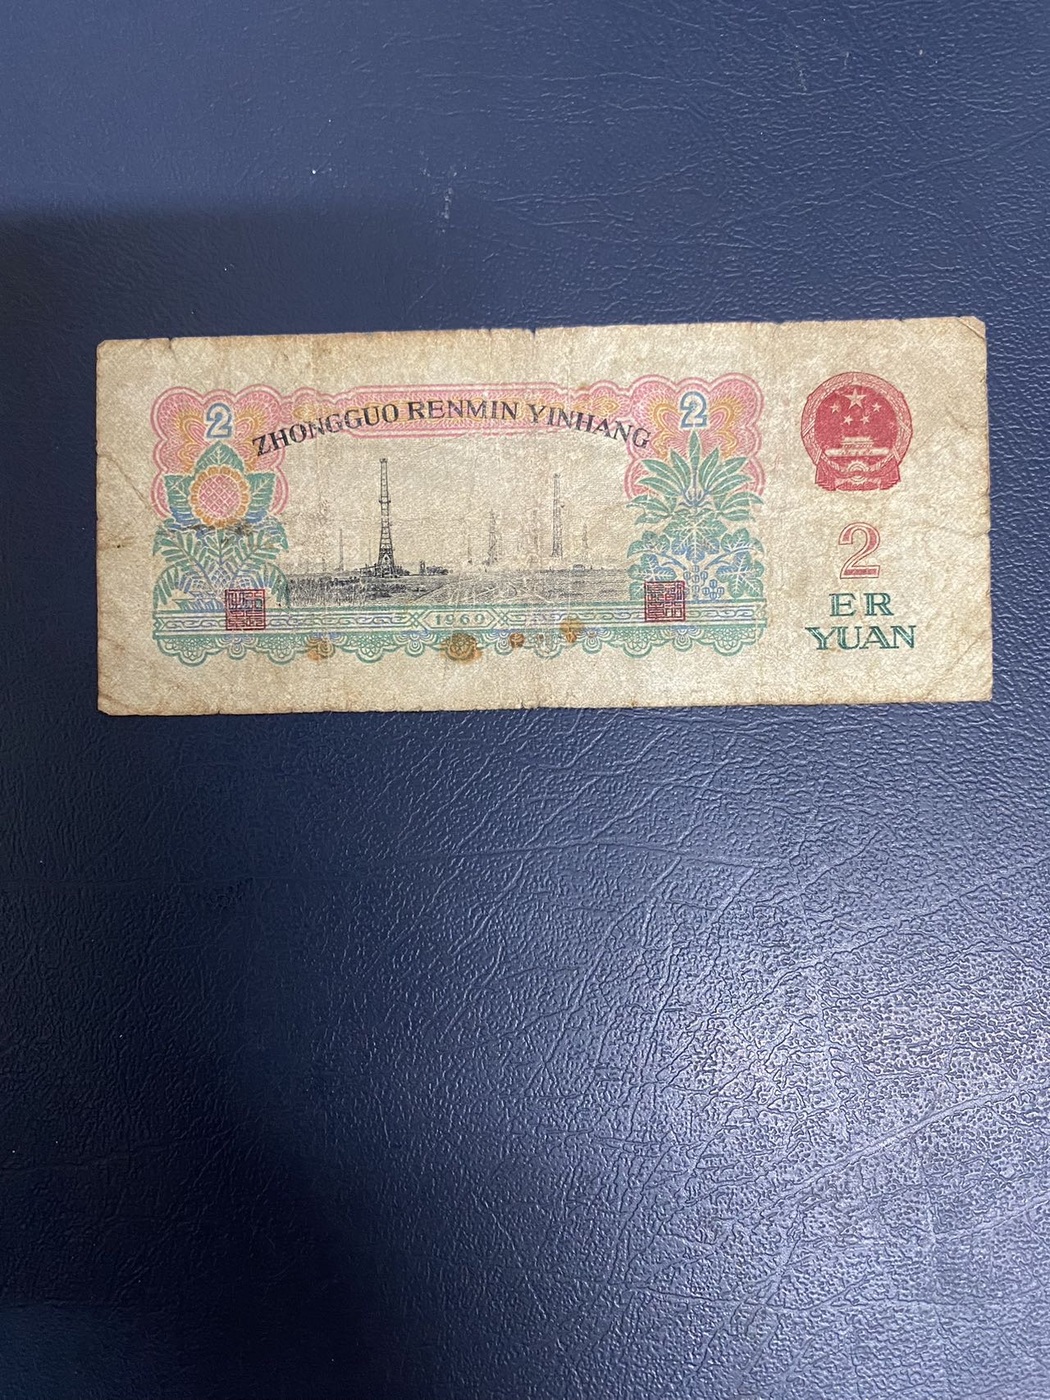 2
2
ZHONGGUO RENMIN YINHANG
2
ER
YUAN
1960